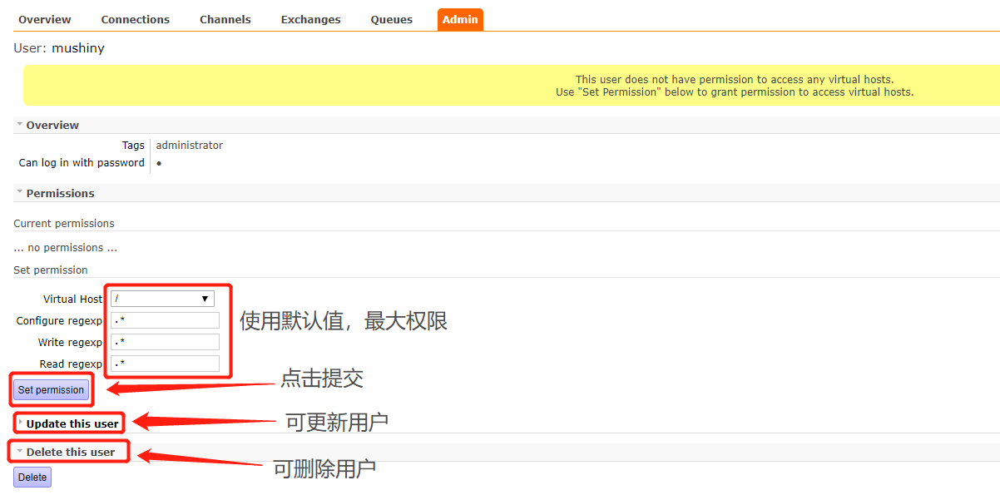 Overview Connections Channels Exchanges Queues Admin
User: mushiny
This user does not have permission to access any virtual hosts.
Use "Set Permission" below to grant permission to access virtual hosts.
Overview
Tags administrator
Can log in with password ●
Permissions
Current permissions
... no permissions ...
Set permission
Virtual Host /
Configure regexp .*
使用默认值，最大权限
Write regexp .*
Read regexp .*
点击提交
Set permission
Update this user
可更新用户
Delete this user
可删除用户
Delete